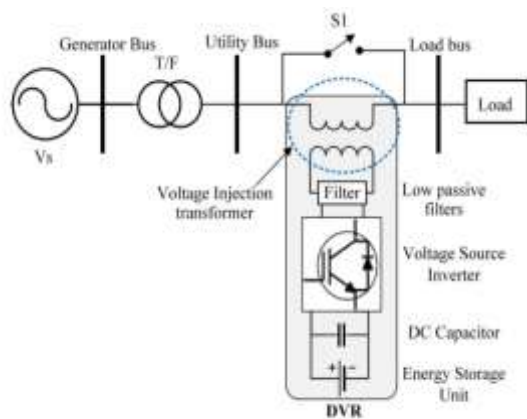 S1
Generator Bus
Utility Bus
Load bus
T/F
Load
Vs
Voltage Injection
transformer
Filter
Low passive
filters
Voltage Source
Inverter
DC Capacitor
+ −
Energy Storage
Unit
DVR